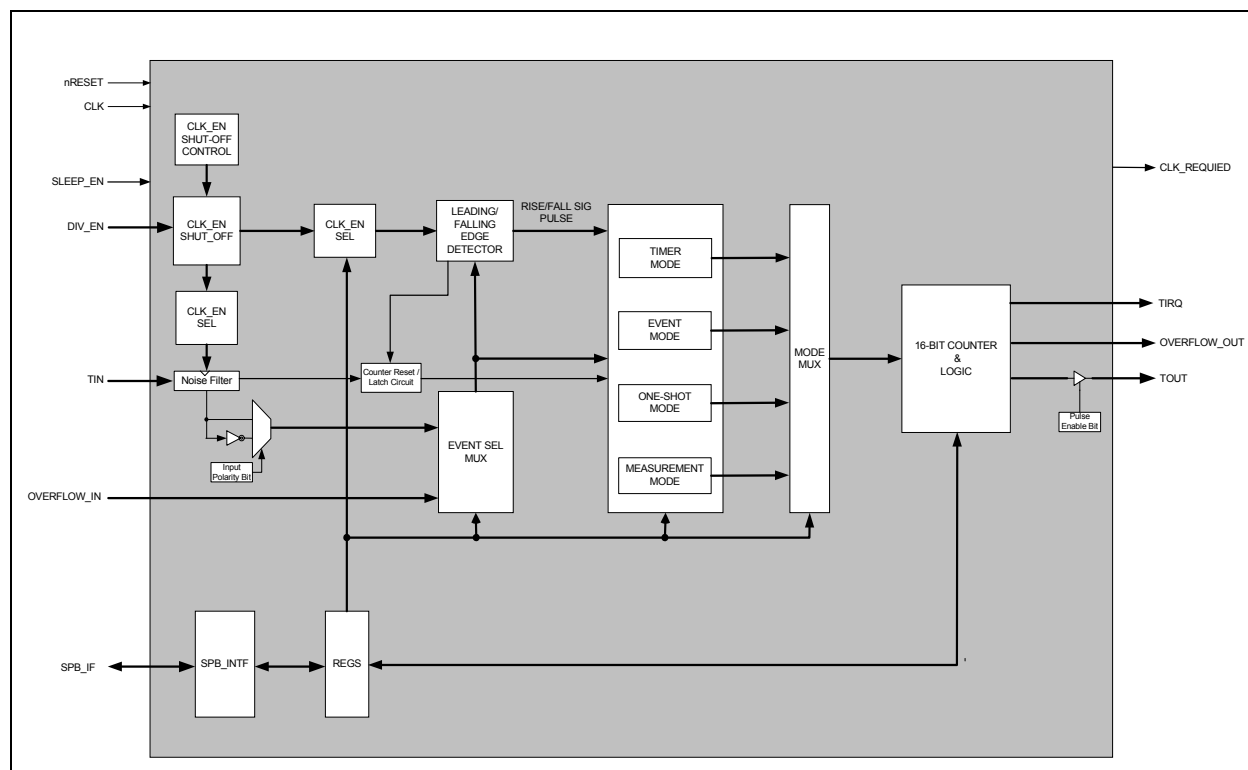 nRESET
CLK
CLK_EN
SHUT-OFF
CONTROL
CLK_REQUIED
SLEEP_EN
DIV_EN
CLK_EN
SHUT_OFF
CLK_EN
SEL
LEADING/
FALLING
EDGE
DETECTOR
RISE/FALL SIG
PULSE
TIMER
MODE
CLK_EN
SEL
EVENT
MODE
MODE
MUX
16-BIT COUNTER
&
LOGIC
TIRQ
OVERFLOW_OUT
TOUT
TIN
Noise Filter
Counter Reset /
Latch Circuit
ONE-SHOT
MODE
Pulse
Enable Bit
EVENT SEL
MUX
Input
Polarity Bit
MEASUREMENT
MODE
OVERFLOW_IN
SPB_IF
SPB_INTF
REGS